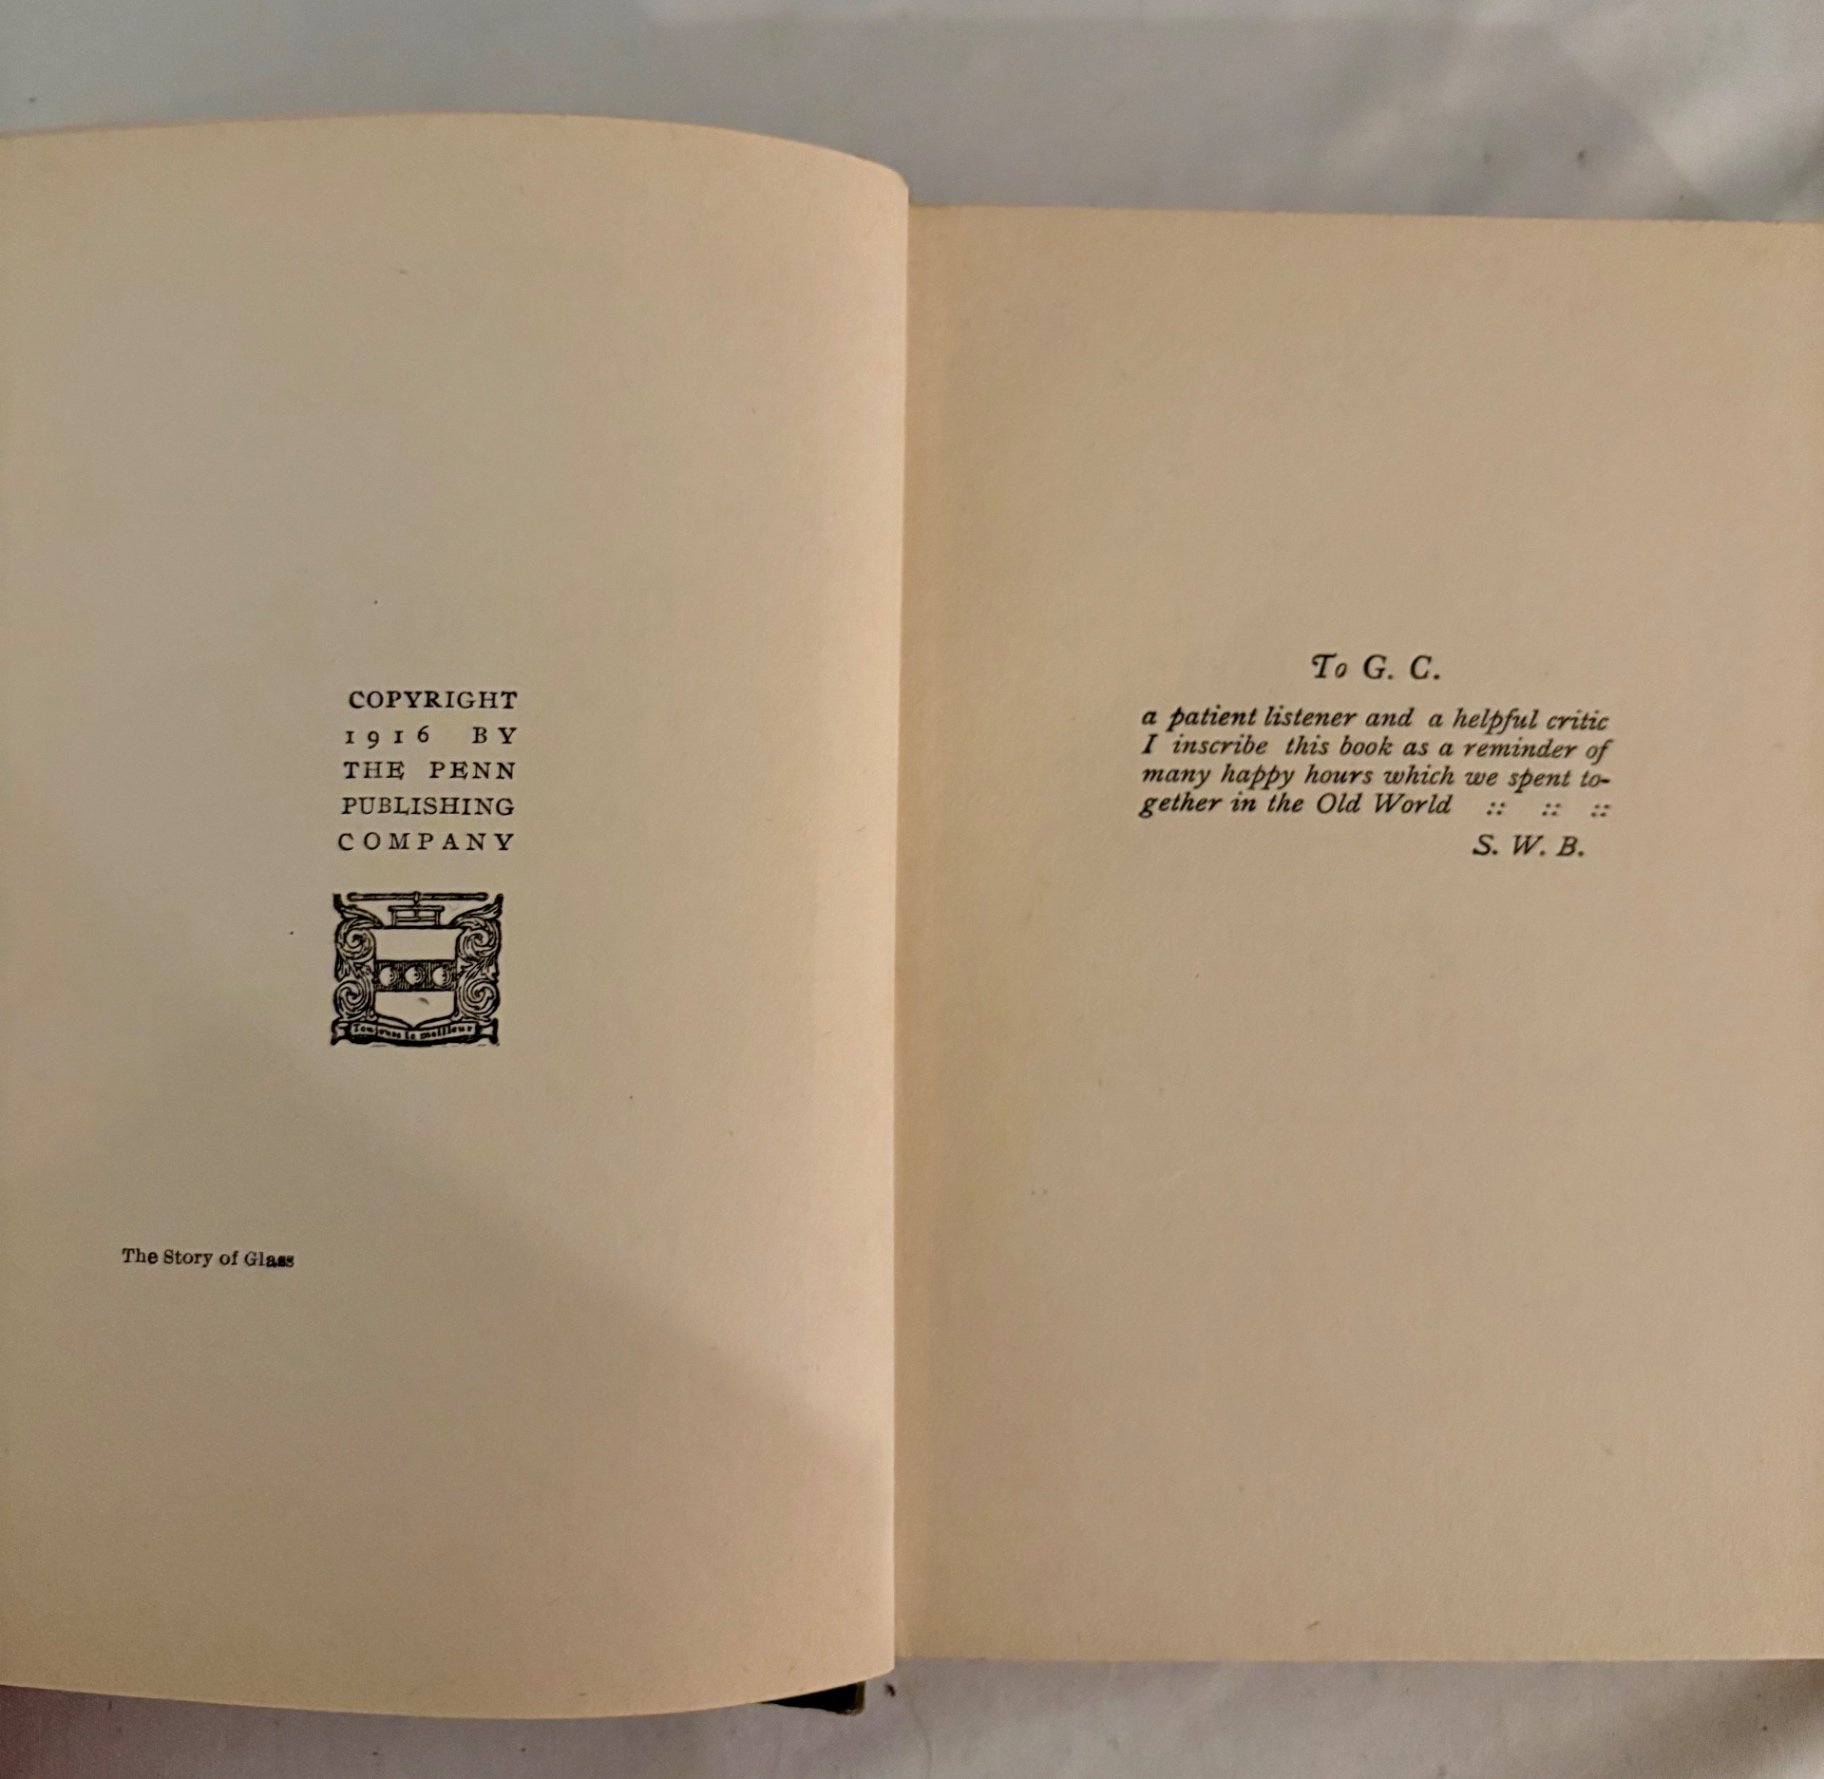 COPYRIGHT
1916 BY
THE PENN
PUBLISHING
COMPANY
Toujours le meilleur
The Story of Glass
To G. C.
a patient listener and a helpful critic
I inscribe this book as a reminder of
many happy hours which we spent to-
gether in the Old World :: :: ::
S. W. B.